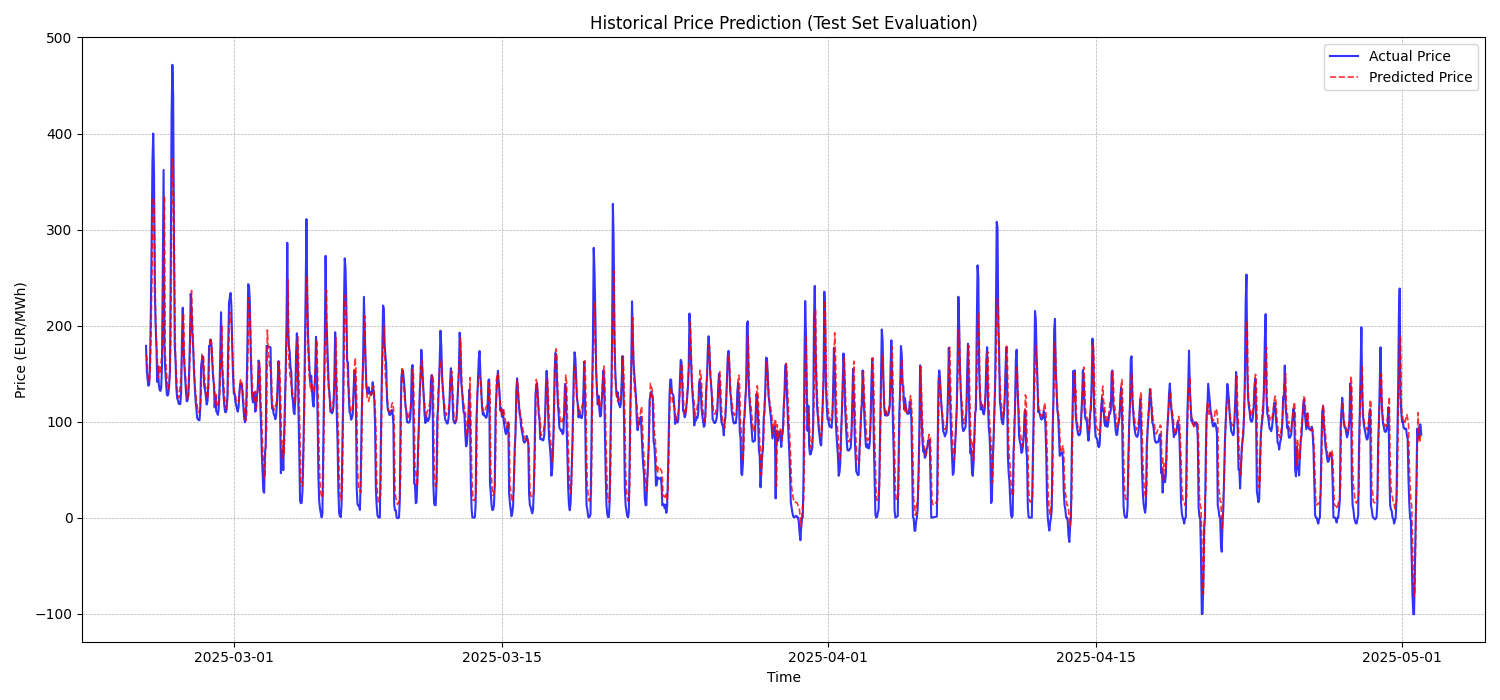 Historical Price Prediction (Test Set Evaluation)
500
400
300
200
100
0
−100
Price (EUR/MWh)
Actual Price
Predicted Price
2025-03-01
2025-03-15
2025-04-01
2025-04-15
2025-05-01
Time